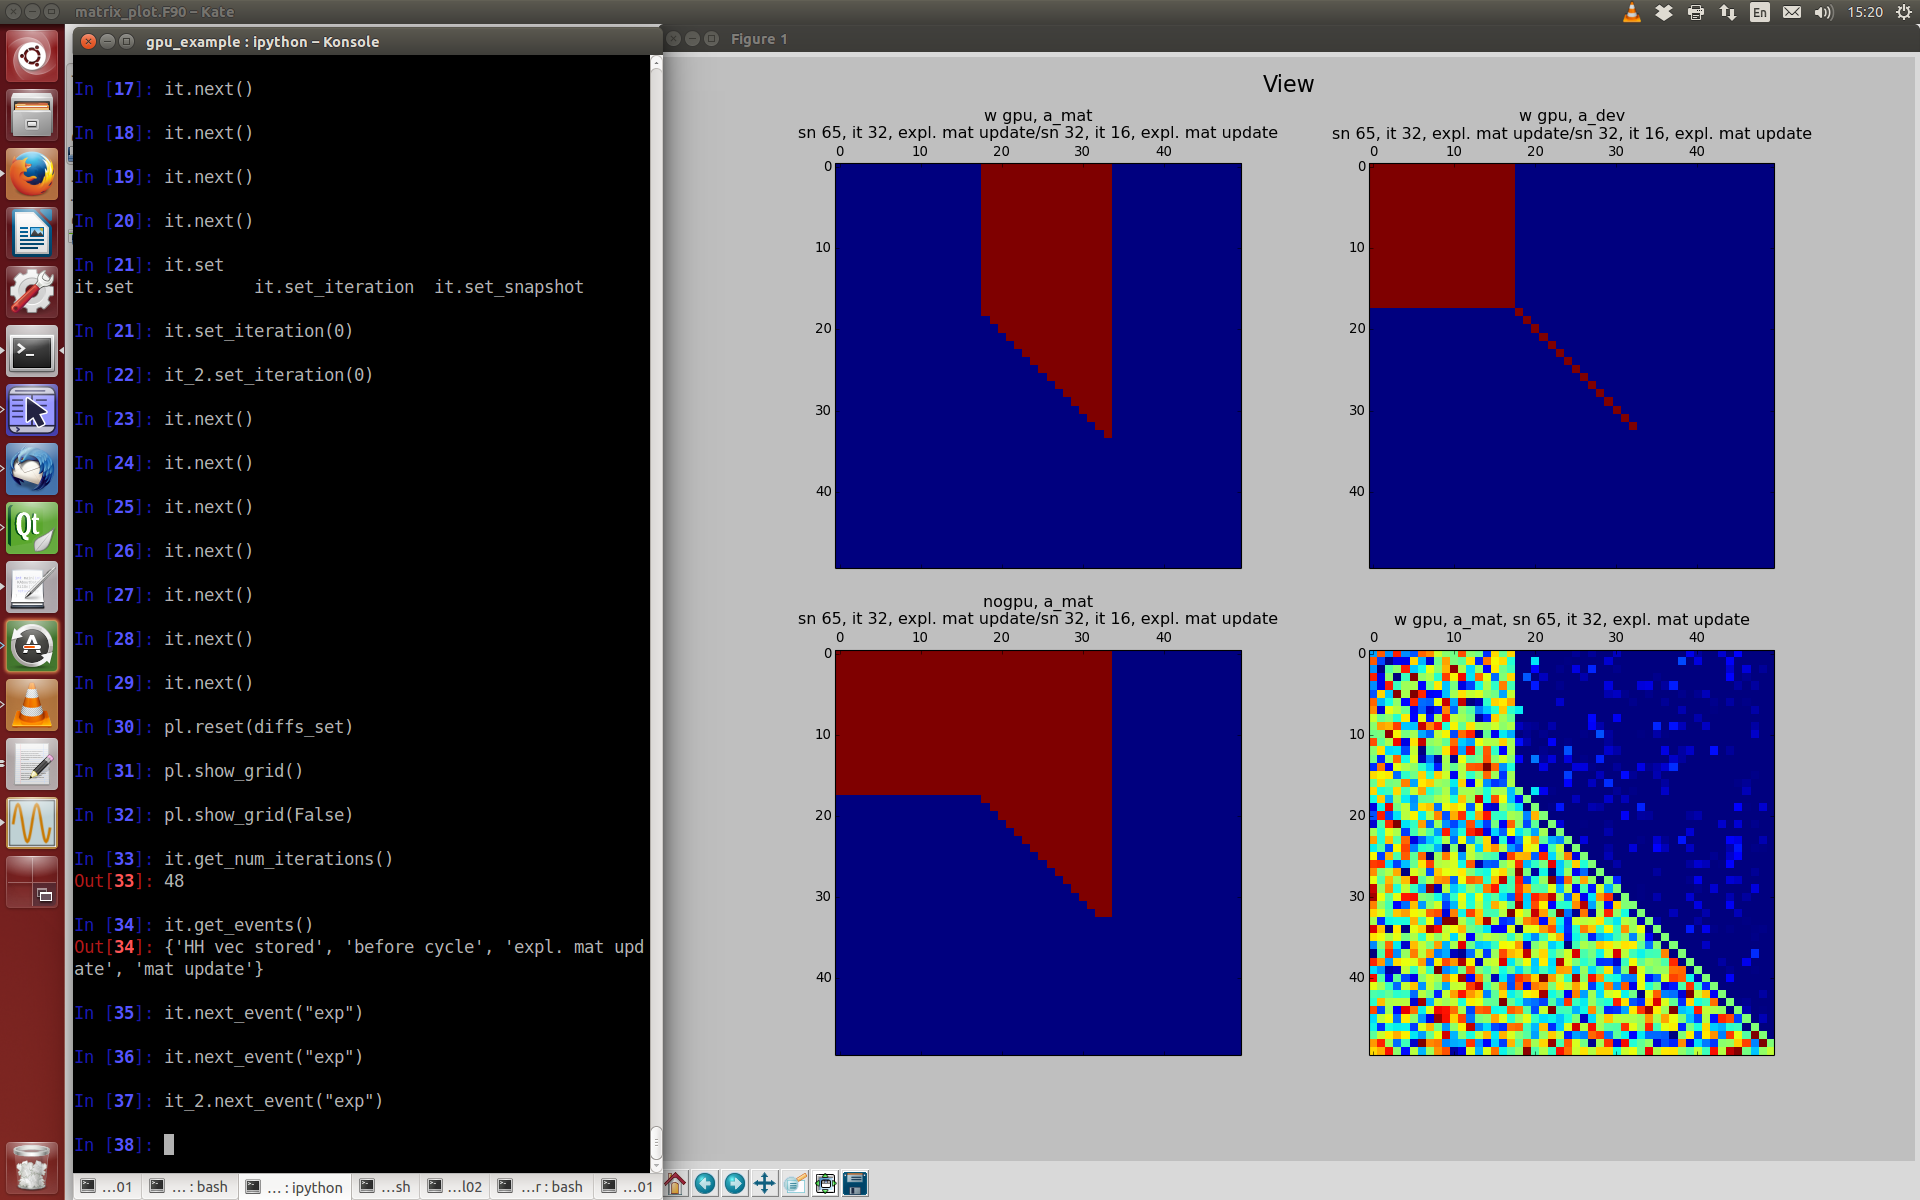 matrix_plot.F90 – Kate
En
15:20
gpu_example : ipython – Konsole
In [17]: it.next()
In [18]: it.next()
In [19]: it.next()
In [20]: it.next()
In [21]: it.set
it.set it.set_iteration it.set_snapshot
In [21]: it.set_iteration(0)
In [22]: it_2.set_iteration(0)
In [23]: it.next()
In [24]: it.next()
In [25]: it.next()
In [26]: it.next()
In [27]: it.next()
In [28]: it.next()
In [29]: it.next()
In [30]: pl.reset(diffs_set)
In [31]: pl.show_grid()
In [32]: pl.show_grid(False)
In [33]: it.get_num_iterations()
Out[33]: 48
In [34]: it.get_events()
Out[34]: {'HH vec stored', 'before cycle', 'expl. mat upd
ate', 'mat update'}
In [35]: it.next_event("exp")
In [36]: it.next_event("exp")
In [37]: it_2.next_event("exp")
In [38]:
...01
... : bash
... : ipython
...sh
...l02
...r : bash
...01
Figure 1
View
w gpu, a_mat
sn 65, it 32, expl. mat update/sn 32, it 16, expl. mat update
0 10 20 30 40
0
10
20
30
40
w gpu, a_dev
sn 65, it 32, expl. mat update/sn 32, it 16, expl. mat update
0 10 20 30 40
0
10
20
30
40
nogpu, a_mat
sn 65, it 32, expl. mat update/sn 32, it 16, expl. mat update
0 10 20 30 40
0
10
20
30
40
w gpu, a_mat, sn 65, it 32, expl. mat update
0 10 20 30 40
0
10
20
30
40
Qt
A